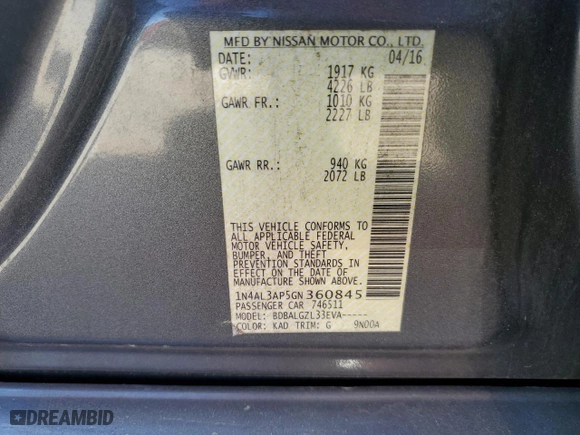 MFD BY NISSAN MOTOR CO., LTD.
DATE: 04/16
GVWR: 1917 KG
4226 LB
GAWR FR.: 1010 KG
2227 LB
GAWR RR.: 940 KG
2072 LB
THIS VEHICLE CONFORMS TO
ALL APPLICABLE FEDERAL
MOTOR VEHICLE SAFETY,
BUMPER, AND THEFT
PREVENTION STANDARDS IN
EFFECT ON THE DATE OF
MANUFACTURE SHOWN ABOVE.
1N4AL3AP5GN360845
PASSENGER CAR 746511
MODEL: BDBALGZL33EVA-----
COLOR: KAD TRIM: G 9N00A
DREAMBID